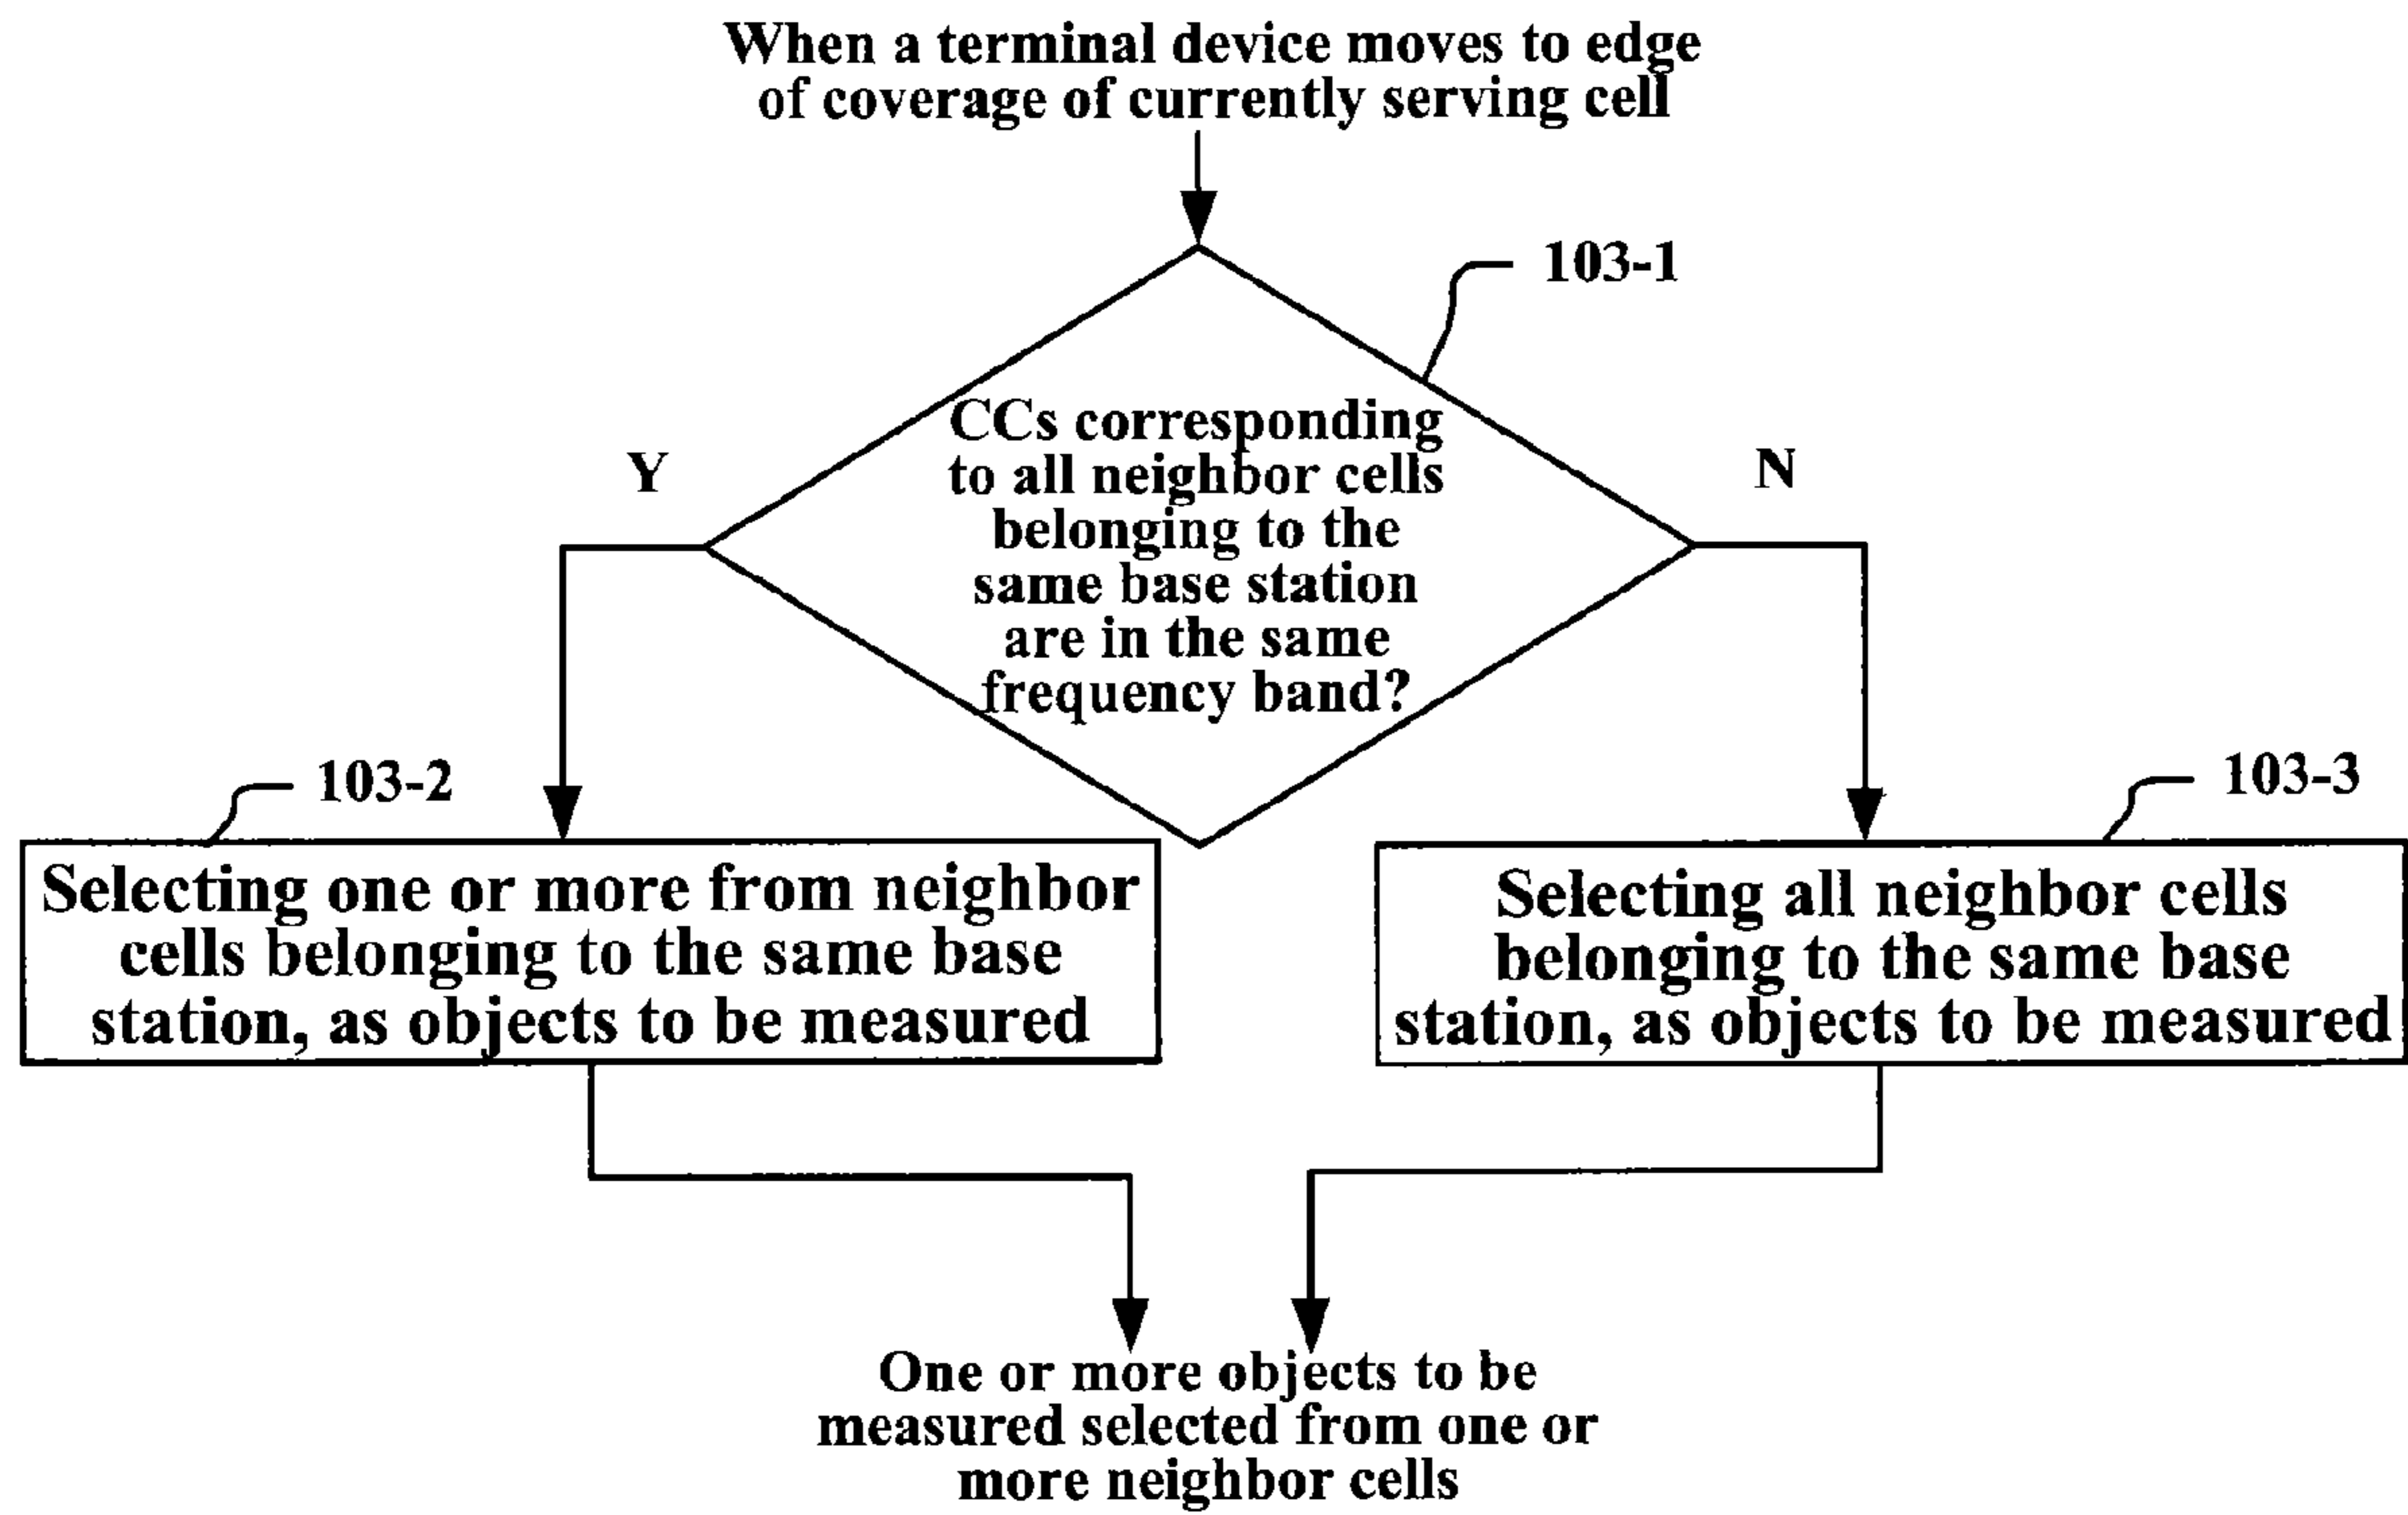 When a terminal device moves to edge
of coverage of currently serving cell
103-1
CCs corresponding
to all neighbor cells
belonging to the
same base station
are in the same
frequency band?
Y
N
103-2
103-3
Selecting one or more from neighbor
cells belonging to the same base
station, as objects to be measured
Selecting all neighbor cells
belonging to the same base
station, as objects to be measured
One or more objects to be
measured selected from one or
more neighbor cells